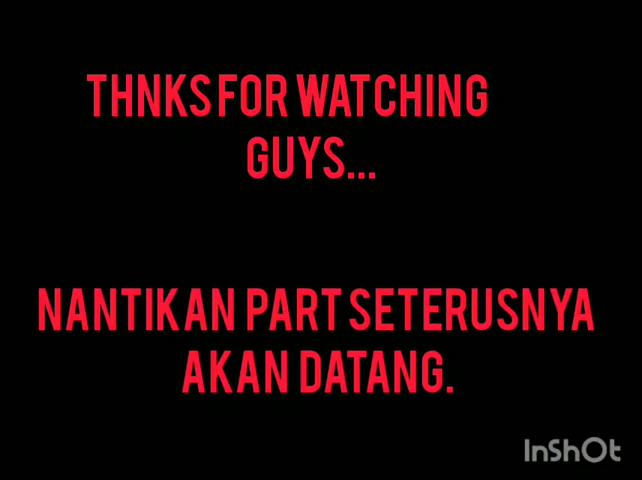 THNKS FOR WATCHING
GUYS...
NANTIKAN PART SETERUSNYA
AKAN DATANG.
InShOt